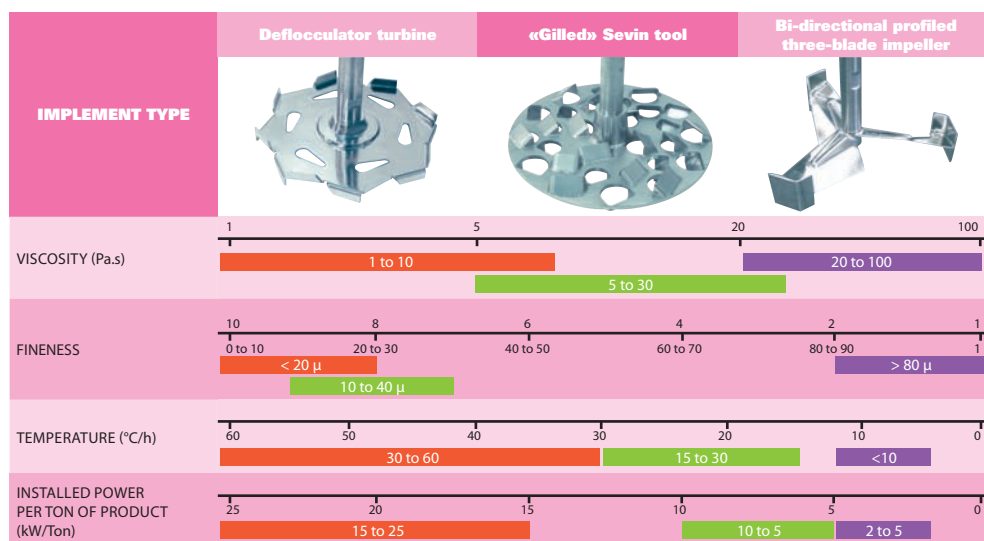 Deflocculator turbine
«Gilled» Sevin tool
Bi-directional profiled
three-blade impeller
IMPLEMENT TYPE
1 5 20 100
VISCOSITY (Pa.s)
1 to 10
20 to 100
5 to 30
10 8 6 4 2 1
FINENESS
0 to 10 20 to 30 40 to 50 60 to 70 80 to 90 1
< 20 µ
> 80 µ
10 to 40 µ
TEMPERATURE (°C/h)
60 50 40 30 20 10 0
30 to 60
15 to 30
<10
INSTALLED POWER
PER TON OF PRODUCT
(kW/Ton)
25 20 15 10 5 0
15 to 25
10 to 5
2 to 5